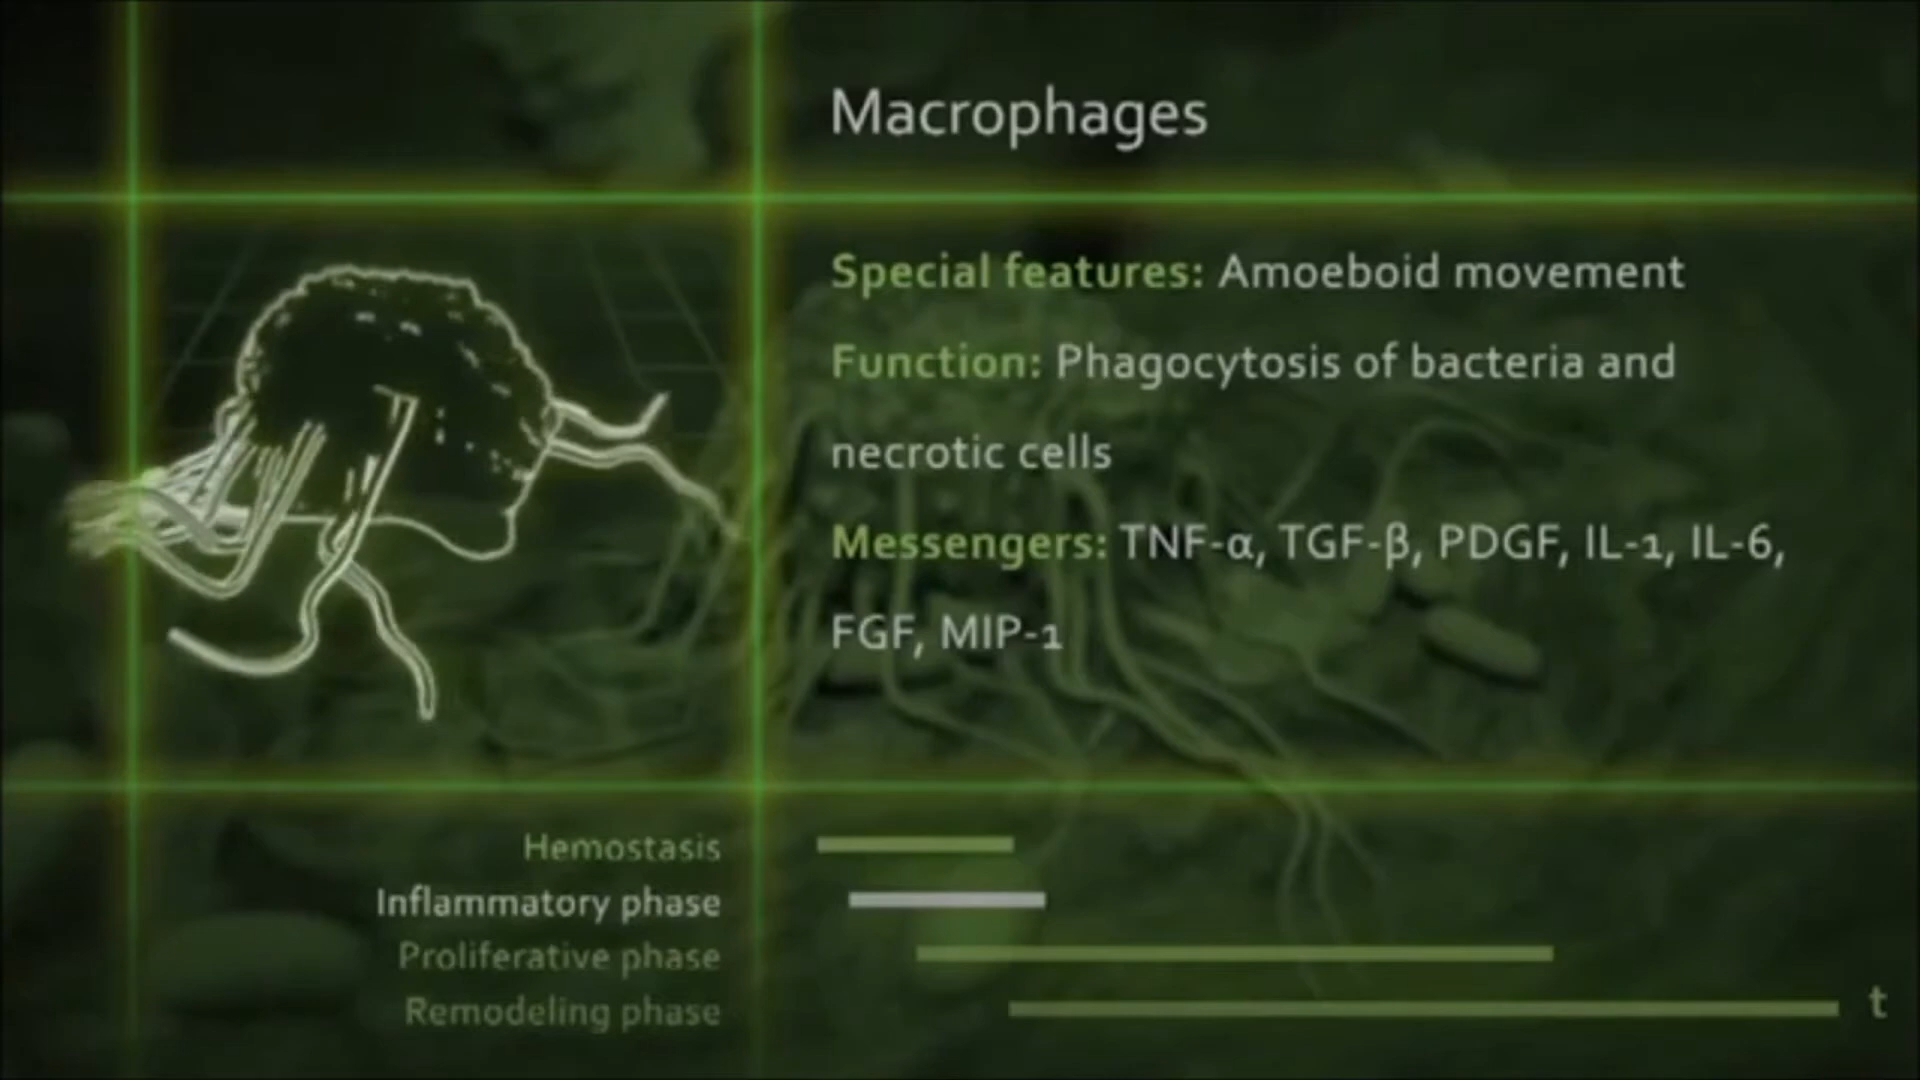 Macrophages
Special features: Amoeboid movement
Function: Phagocytosis of bacteria and
necrotic cells
Messengers: TNF-α, TGF-β, PDGF, IL-1, IL-6,
FGF, MIP-1
Hemostasis
Inflammatory phase
Proliferative phase
Remodeling phase
t